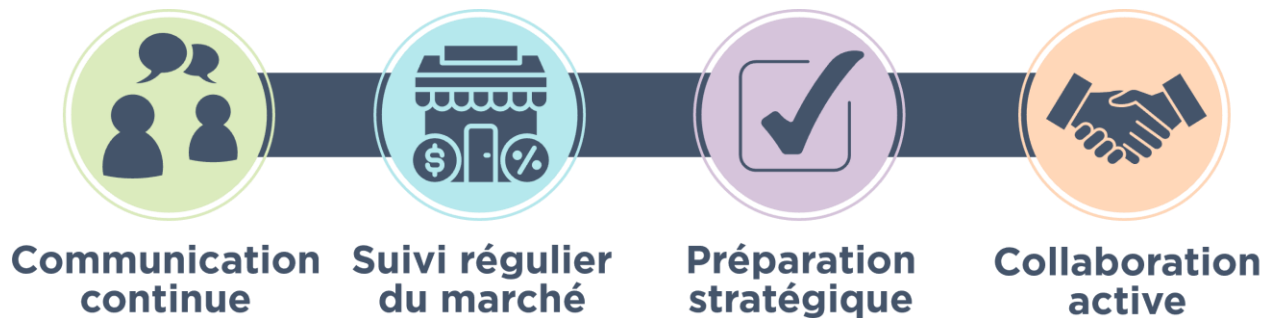 $
%
Communication
continue
Suivi régulier
du marché
Préparation
stratégique
Collaboration
active